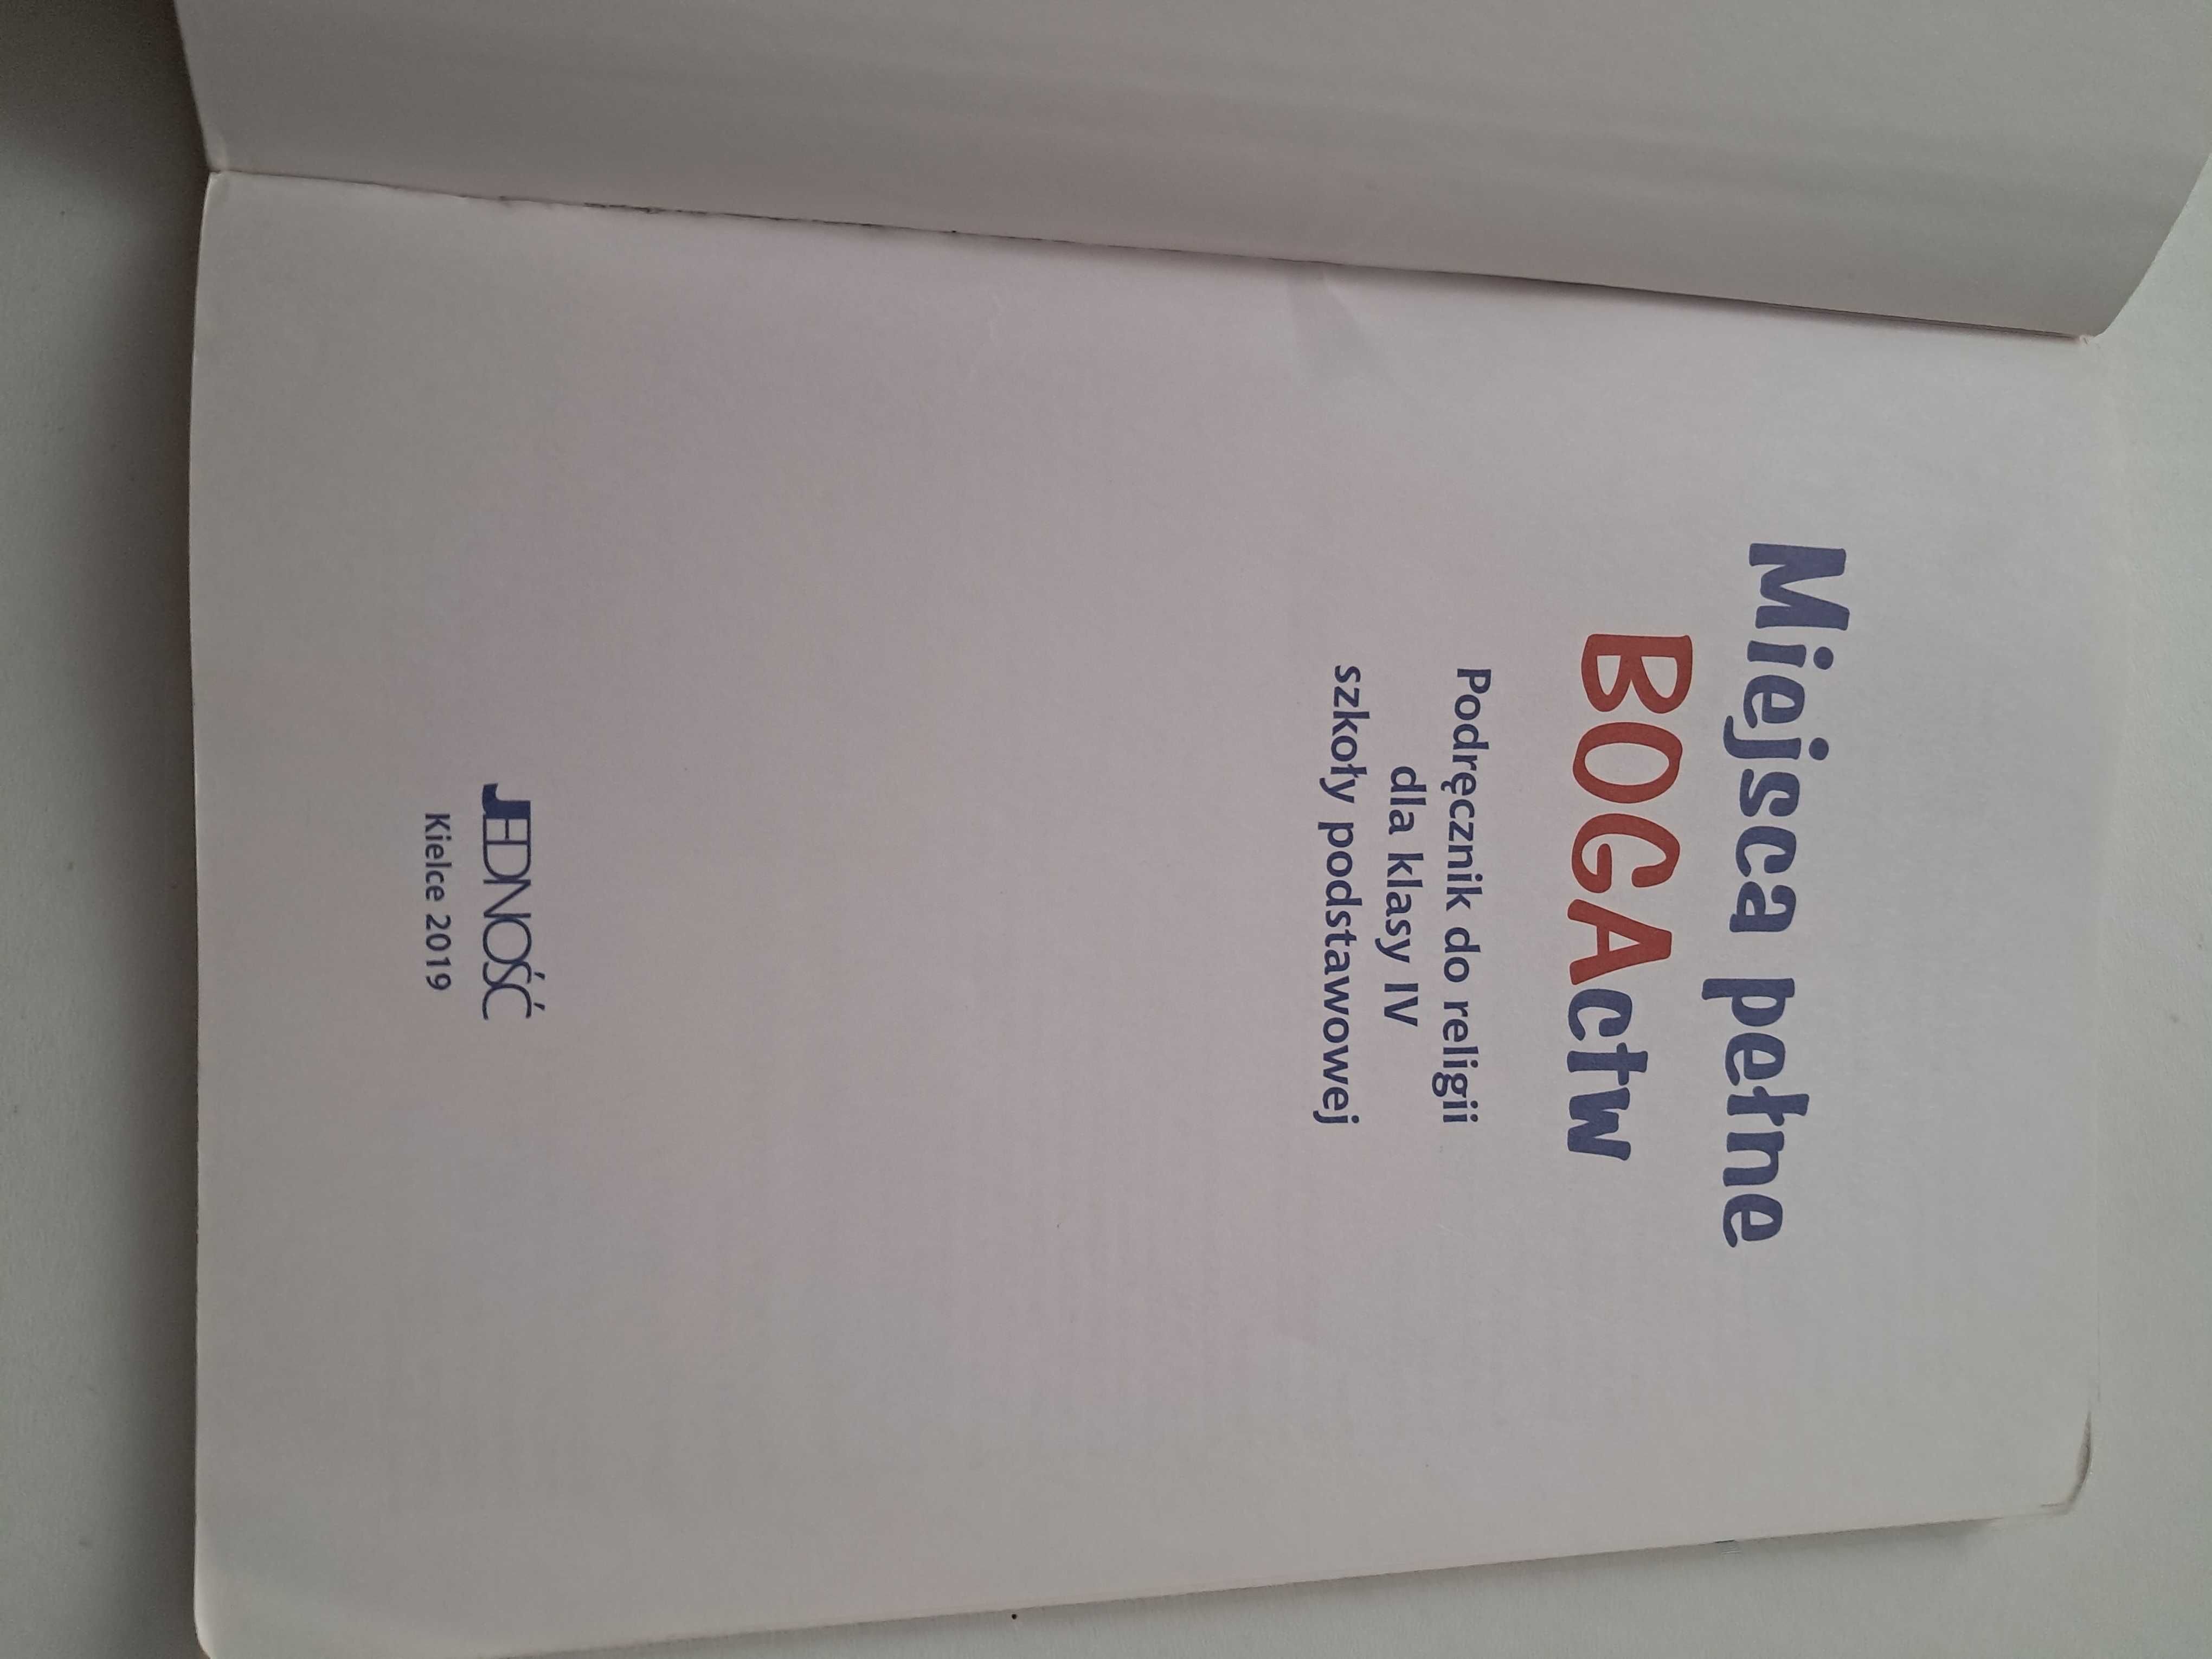 Miejsca pełne
BOGActw
Podręcznik do religii
dla klasy IV
szkoły podstawowej
JEDNOŚĆ
Kielce 2019